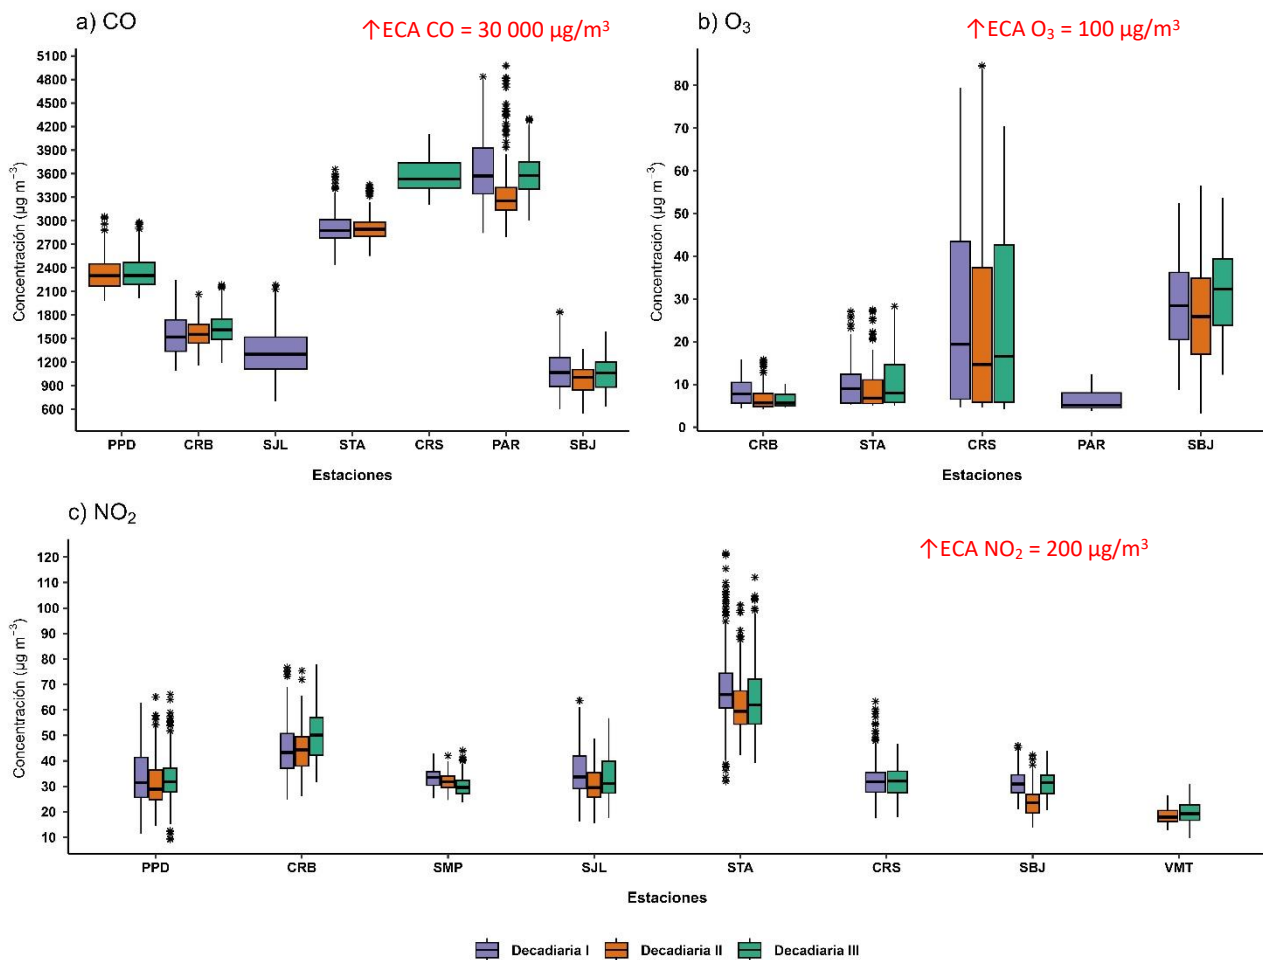 a) CO
↑ECA CO = 30 000 µg/m³
Concentración (µg m⁻³)
5100
4800
4500
4200
3900
3600
3300
3000
2700
2400
2100
1800
1500
1200
900
600
PPD CRB SJL STA CRS PAR SBJ
Estaciones
b) O₃
↑ECA O₃ = 100 µg/m³
Concentración (µg m⁻³)
80
70
60
50
40
30
20
10
0
CRB STA CRS PAR SBJ
Estaciones
c) NO₂
↑ECA NO₂ = 200 µg/m³
Concentración (µg m⁻³)
120
110
100
90
80
70
60
50
40
30
20
10
PPD CRB SMP SJL STA CRS SBJ VMT
Estaciones
Decadiaria I Decadiaria II Decadiaria III